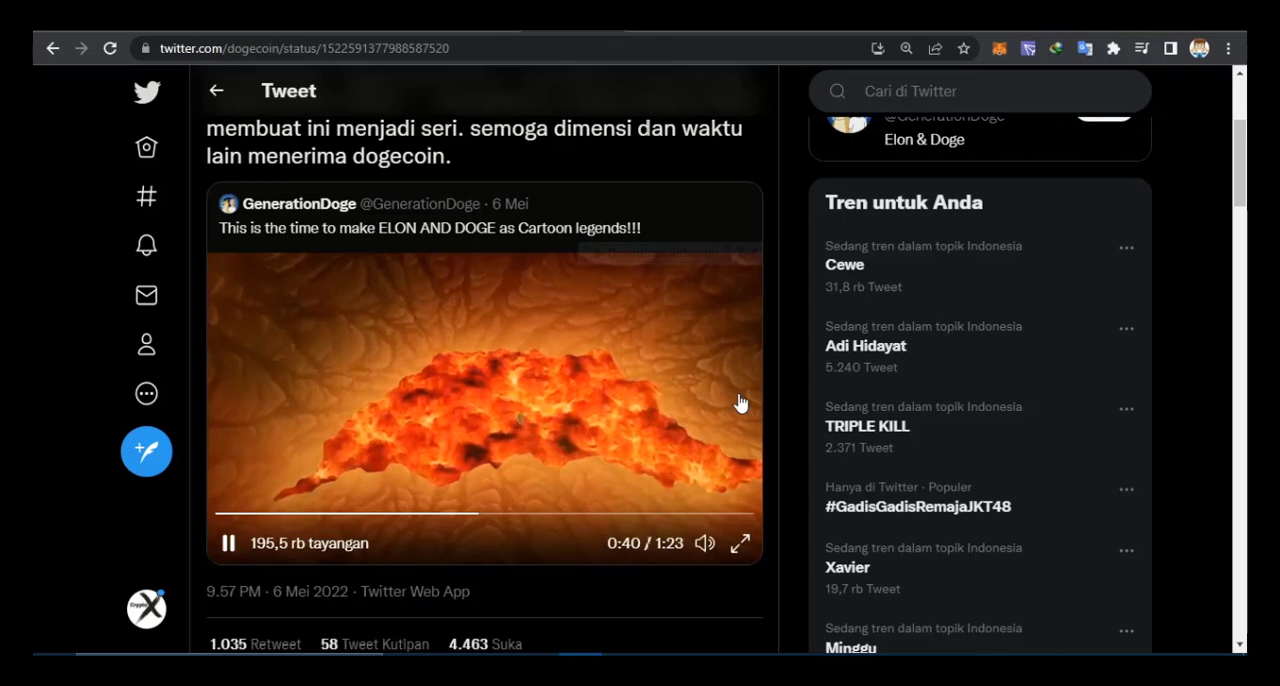 twitter.com/dogecoin/status/1522591377988587520
Tweet
Cari di Twitter
membuat ini menjadi seri. semoga dimensi dan waktu
lain menerima dogecoin.
GenerationDoge @GenerationDoge · 6 Mei
This is the time to make ELON AND DOGE as Cartoon legends!!!
195,5 rb tayangan
0:40 / 1:23
9.57 PM · 6 Mei 2022 · Twitter Web App
1.035 Retweet 58 Tweet Kutipan 4.463 Suka
@GenerationDoge
Elon & Doge
Tren untuk Anda
Sedang tren dalam topik Indonesia
Cewe
31,8 rb Tweet
Sedang tren dalam topik Indonesia
Adi Hidayat
5.240 Tweet
Sedang tren dalam topik Indonesia
TRIPLE KILL
2.371 Tweet
Hanya di Twitter · Populer
#GadisGadisRemajaJKT48
Sedang tren dalam topik Indonesia
Xavier
19,7 rb Tweet
Sedang tren dalam topik Indonesia
Minggu